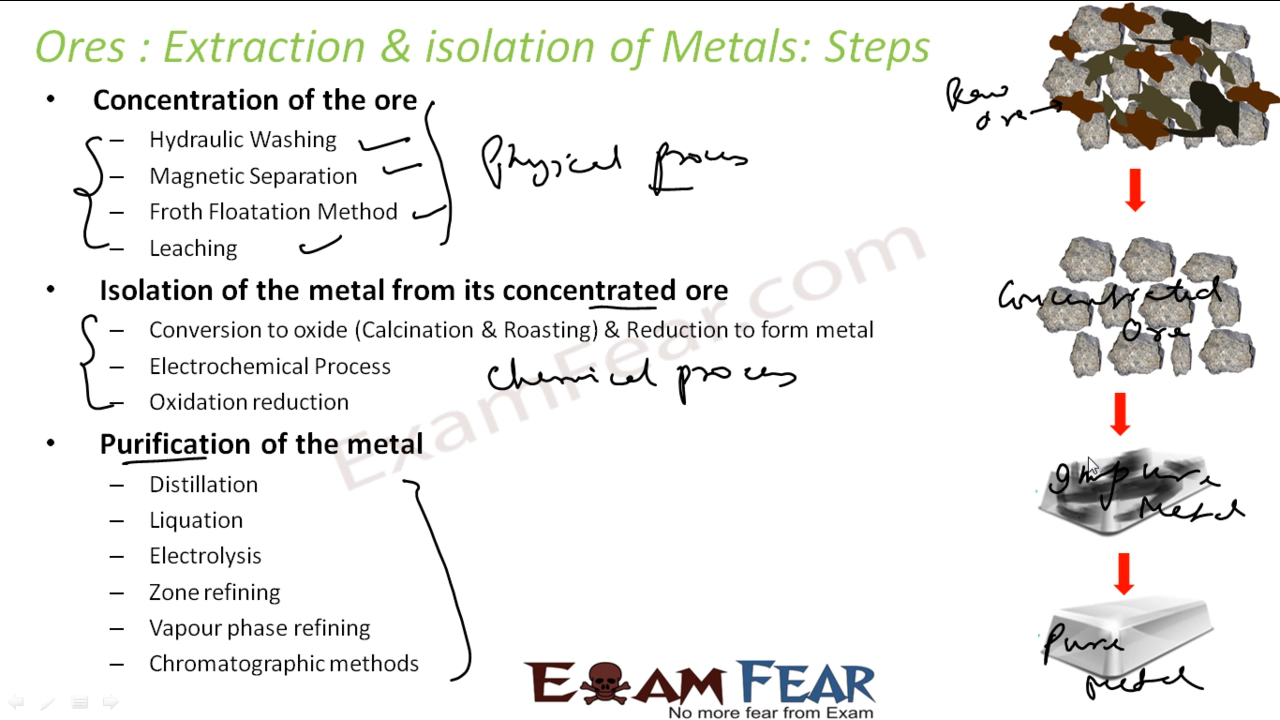 Ores : Extraction & isolation of Metals: Steps
• Concentration of the ore
– Hydraulic Washing
– Magnetic Separation
– Froth Floatation Method
– Leaching
Physical process
• Isolation of the metal from its concentrated ore
– Conversion to oxide (Calcination & Roasting) & Reduction to form metal
– Electrochemical Process
– Oxidation reduction
Chemical process
• Purification of the metal
– Distillation
– Liquation
– Electrolysis
– Zone refining
– Vapour phase refining
– Chromatographic methods
Raw
ore
Concentrated
Ore
Impure
Metal
Pure
Metal
ExamFear.com
EXAM FEAR
No more fear from Exam